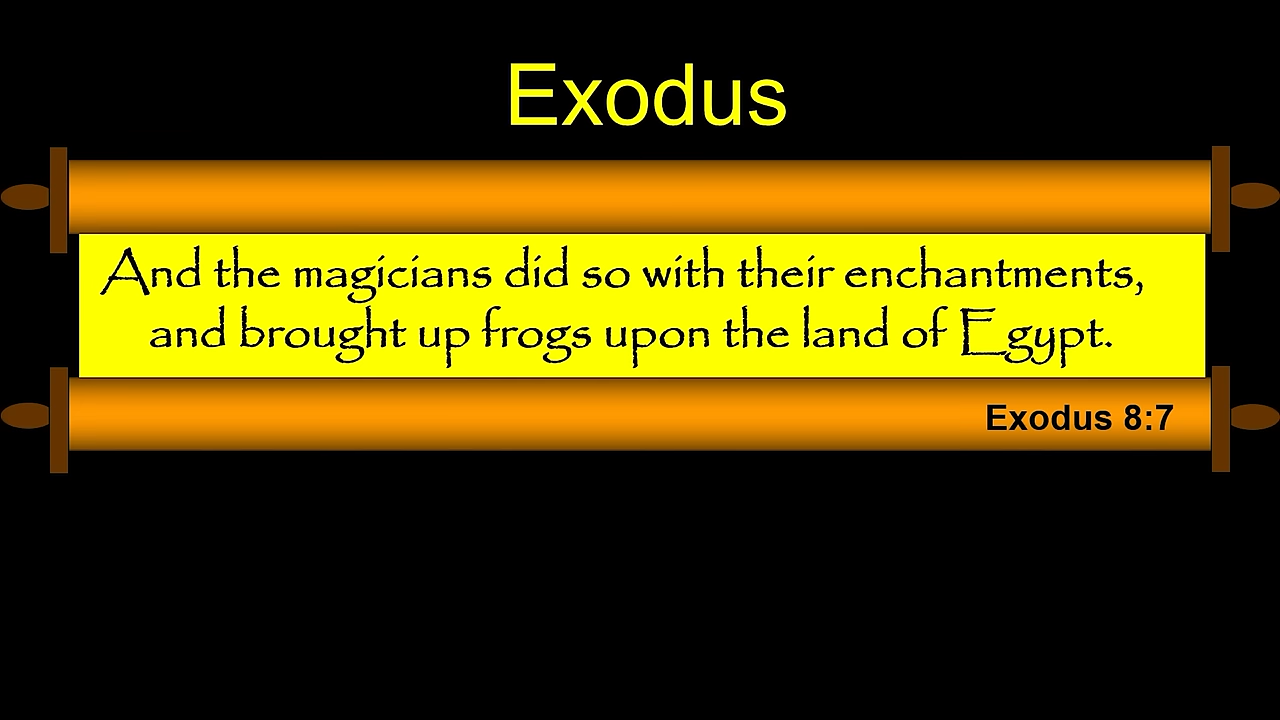 Exodus
And the magicians did so with their enchantments,
and brought up frogs upon the land of Egypt.
Exodus 8:7